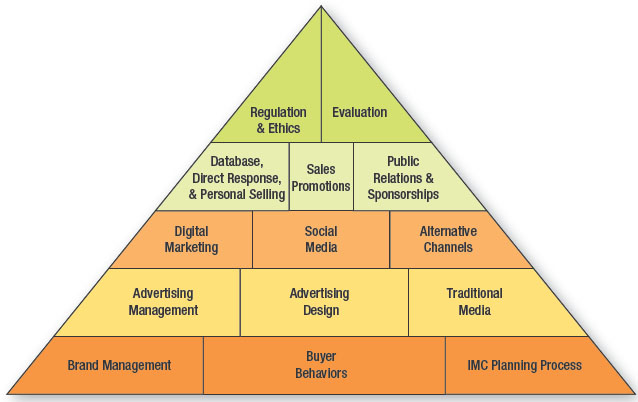 Regulation
& Ethics
Evaluation
Database,
Direct Response,
& Personal Selling
Sales
Promotions
Public
Relations &
Sponsorships
Digital
Marketing
Social
Media
Alternative
Channels
Advertising
Management
Advertising
Design
Traditional
Media
Brand Management
Buyer
Behaviors
IMC Planning Process